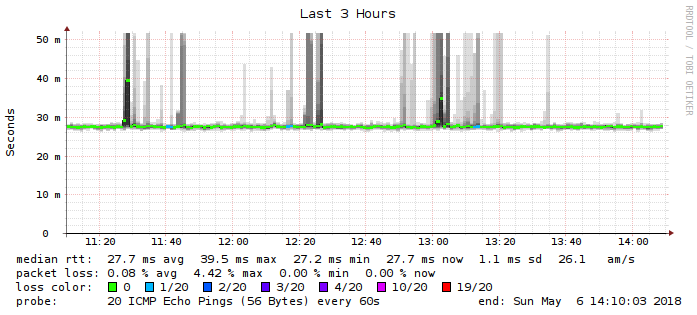 Last 3 Hours
RRDTOOL / TOBI OETIKER
Seconds
50 m
40 m
30 m
20 m
10 m
0
11:20 11:40 12:00 12:20 12:40 13:00 13:20 13:40 14:00
median rtt: 27.7 ms avg 39.5 ms max 27.2 ms min 27.7 ms now 1.1 ms sd 26.1 am/s
packet loss: 0.08 % avg 4.42 % max 0.00 % min 0.00 % now
loss color: 0 1/20 2/20 3/20 4/20 10/20 19/20
probe: 20 ICMP Echo Pings (56 Bytes) every 60s end: Sun May 6 14:10:03 2018